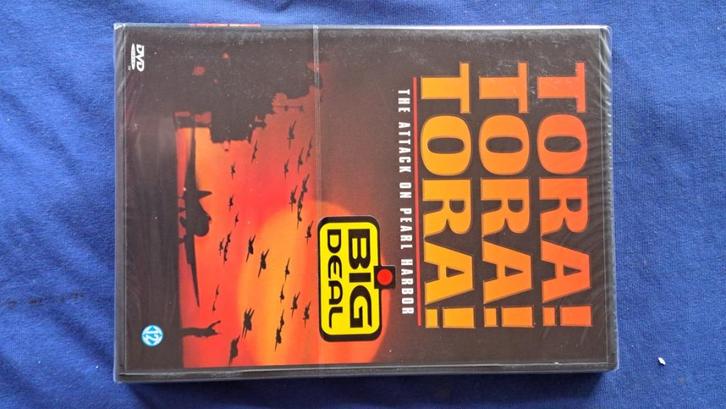 TORA!
TORA!
TORA!
THE ATTACK ON PEARL HARBOR
BIG
DEAL
DVD
12